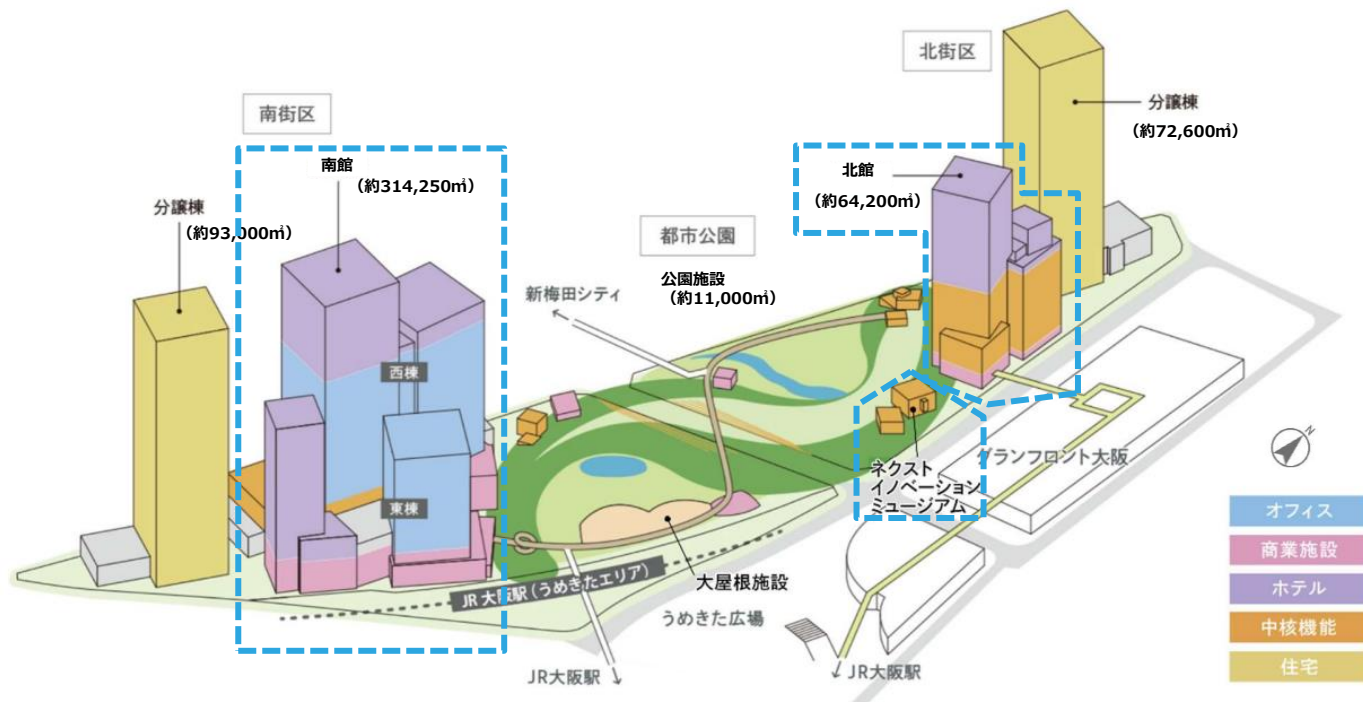 北街区
分譲棟
（約72,600㎡）
南街区
南館
（約314,250㎡）
北館
（約64,200㎡）
分譲棟
（約93,000㎡）
都市公園
公園施設
（約11,000㎡）
新梅田シティ
西棟
東棟
ネクスト
イノベーション
ミュージアム
グランフロント大阪
N
JR 大阪駅（うめきたエリア）
大屋根施設
うめきた広場
JR大阪駅
JR大阪駅
オフィス
商業施設
ホテル
中核機能
住宅